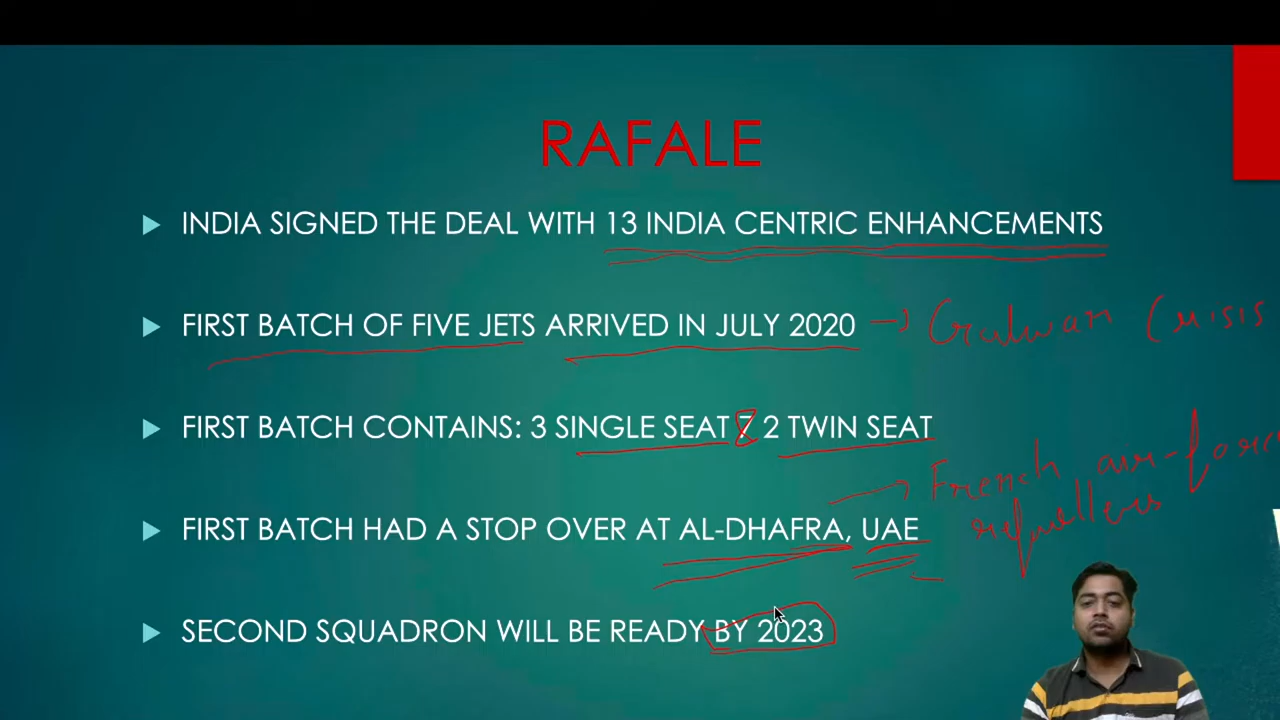 RAFALE
INDIA SIGNED THE DEAL WITH 13 INDIA CENTRIC ENHANCEMENTS
FIRST BATCH OF FIVE JETS ARRIVED IN JULY 2020 → Galwan Crisis
FIRST BATCH CONTAINS: 3 SINGLE SEAT 7 2 TWIN SEAT
→ French air-force
refuellers
FIRST BATCH HAD A STOP OVER AT AL-DHAFRA, UAE
SECOND SQUADRON WILL BE READY BY 2023